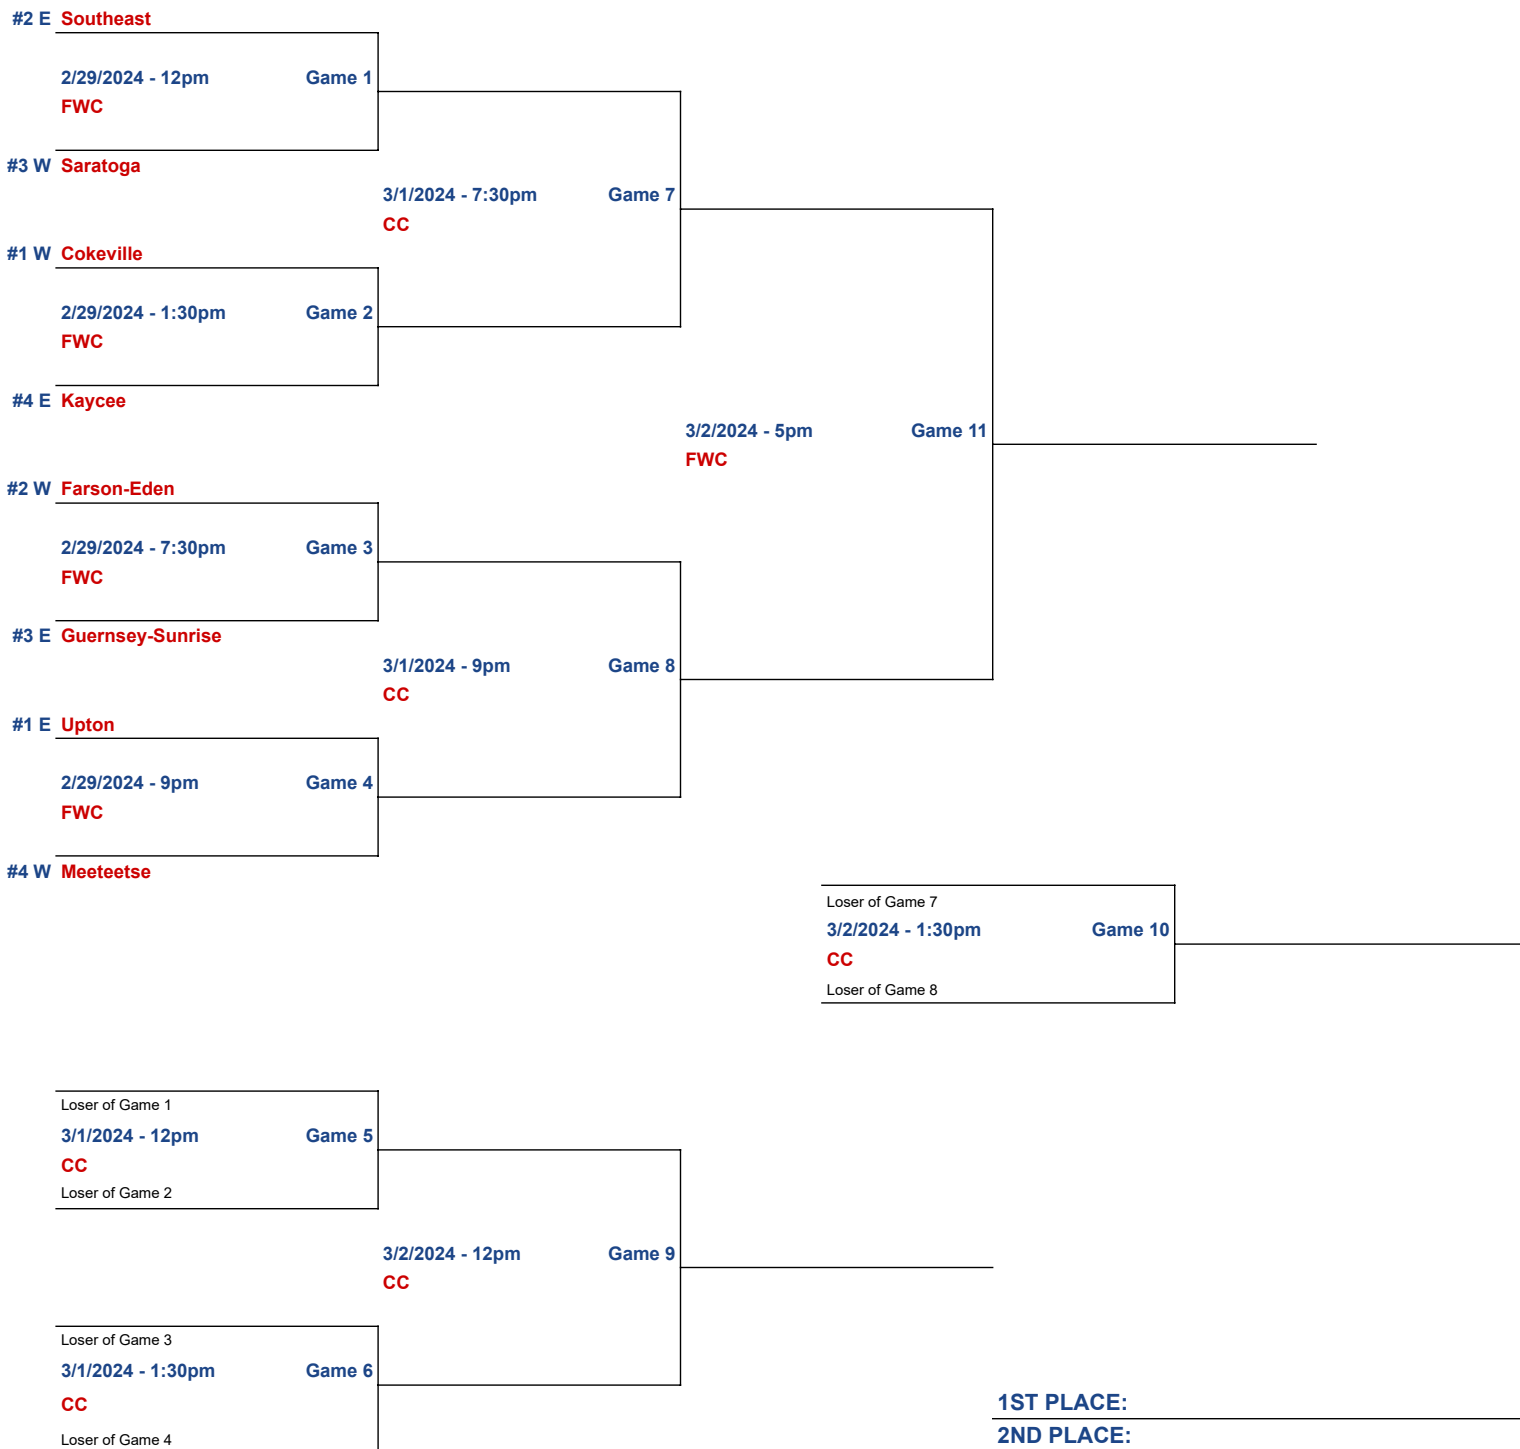 #2 E Southeast
2/29/2024 - 12pm Game 1
FWC
#3 W Saratoga
3/1/2024 - 7:30pm Game 7
CC
#1 W Cokeville
2/29/2024 - 1:30pm Game 2
FWC
#4 E Kaycee
3/2/2024 - 5pm Game 11
FWC
#2 W Farson-Eden
2/29/2024 - 7:30pm Game 3
FWC
#3 E Guernsey-Sunrise
3/1/2024 - 9pm Game 8
CC
#1 E Upton
2/29/2024 - 9pm Game 4
FWC
#4 W Meeteetse
Loser of Game 7
3/2/2024 - 1:30pm Game 10
CC
Loser of Game 8
Loser of Game 1
3/1/2024 - 12pm Game 5
CC
Loser of Game 2
3/2/2024 - 12pm Game 9
CC
Loser of Game 3
3/1/2024 - 1:30pm Game 6
CC
Loser of Game 4
1ST PLACE:
2ND PLACE: